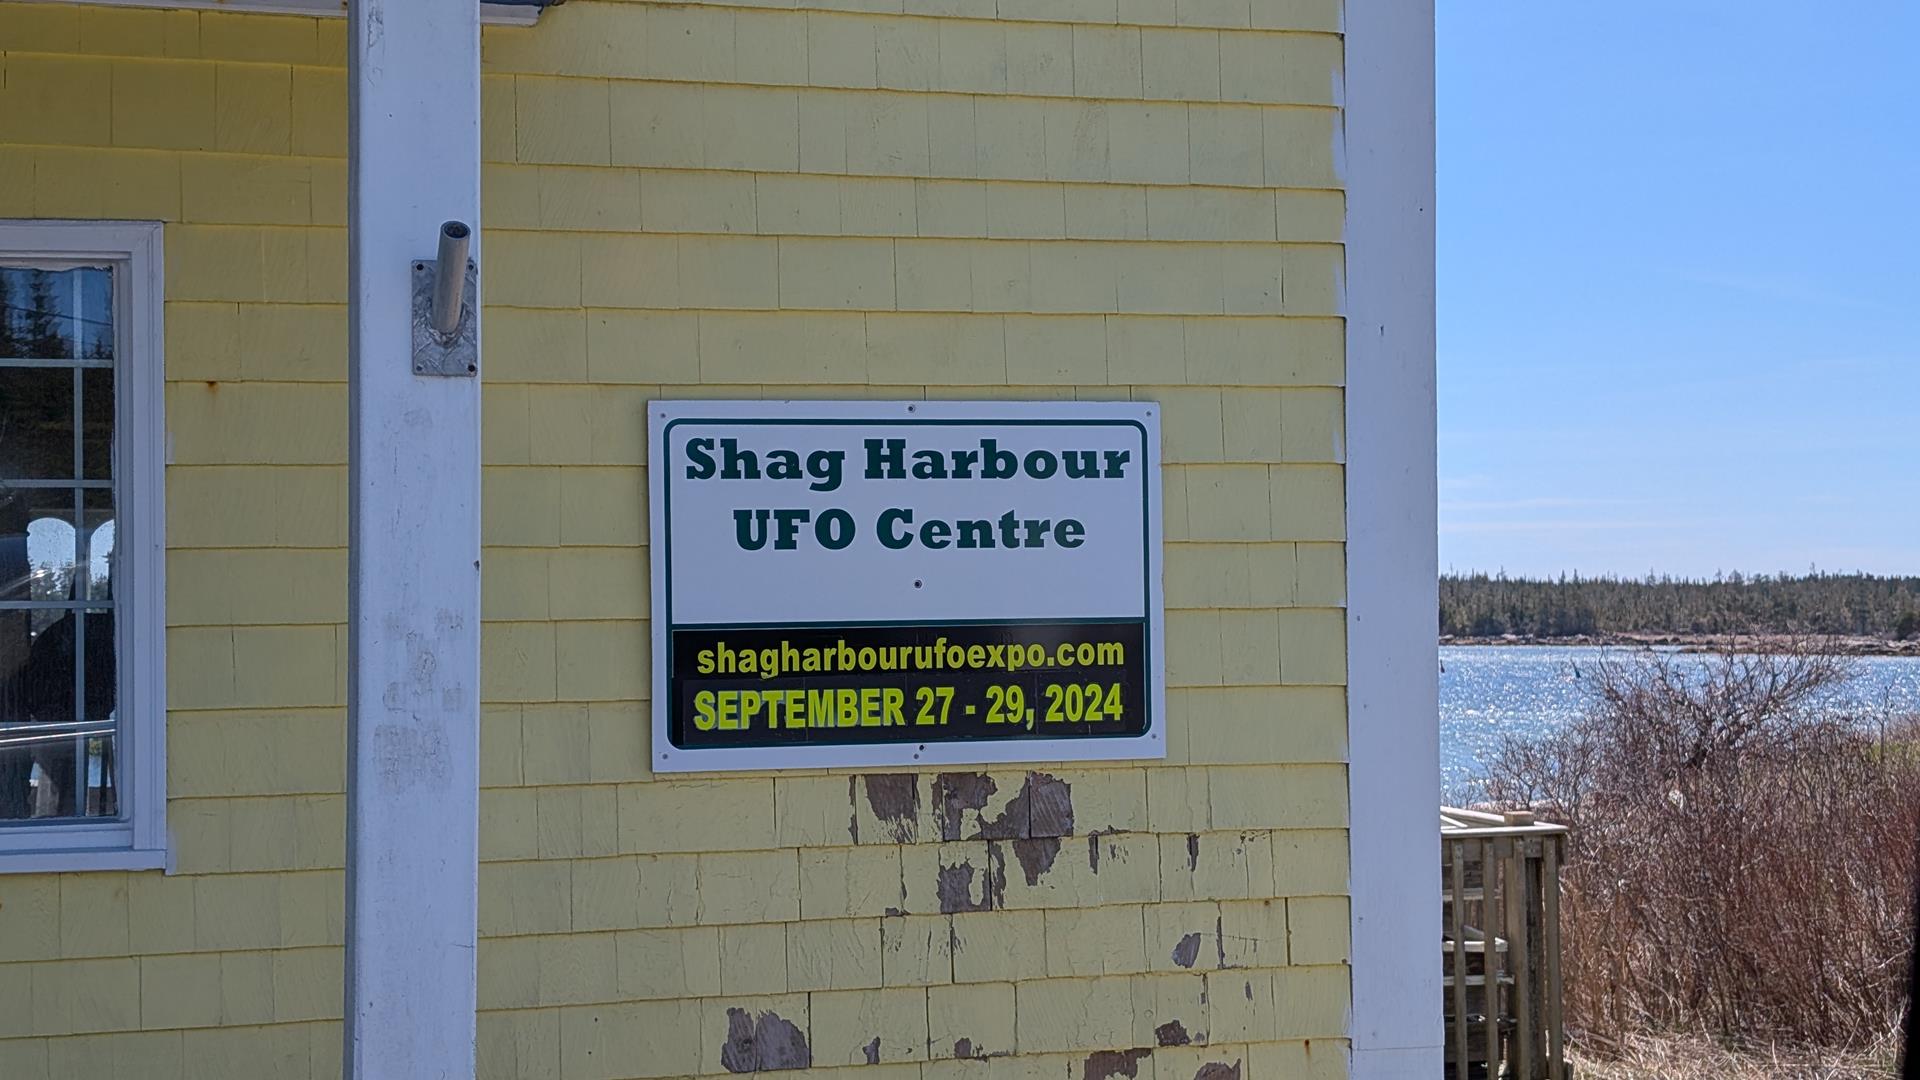 Shag Harbour
UFO Centre
shagharbourufoexpo.com
SEPTEMBER 27 - 29, 2024